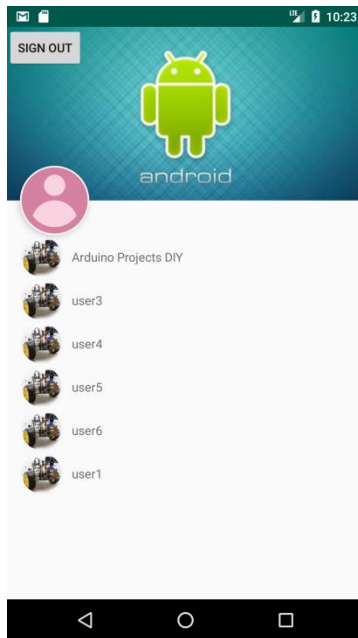 10:23
SIGN OUT
android
Arduino Projects DIY
user3
user4
user5
user6
user1